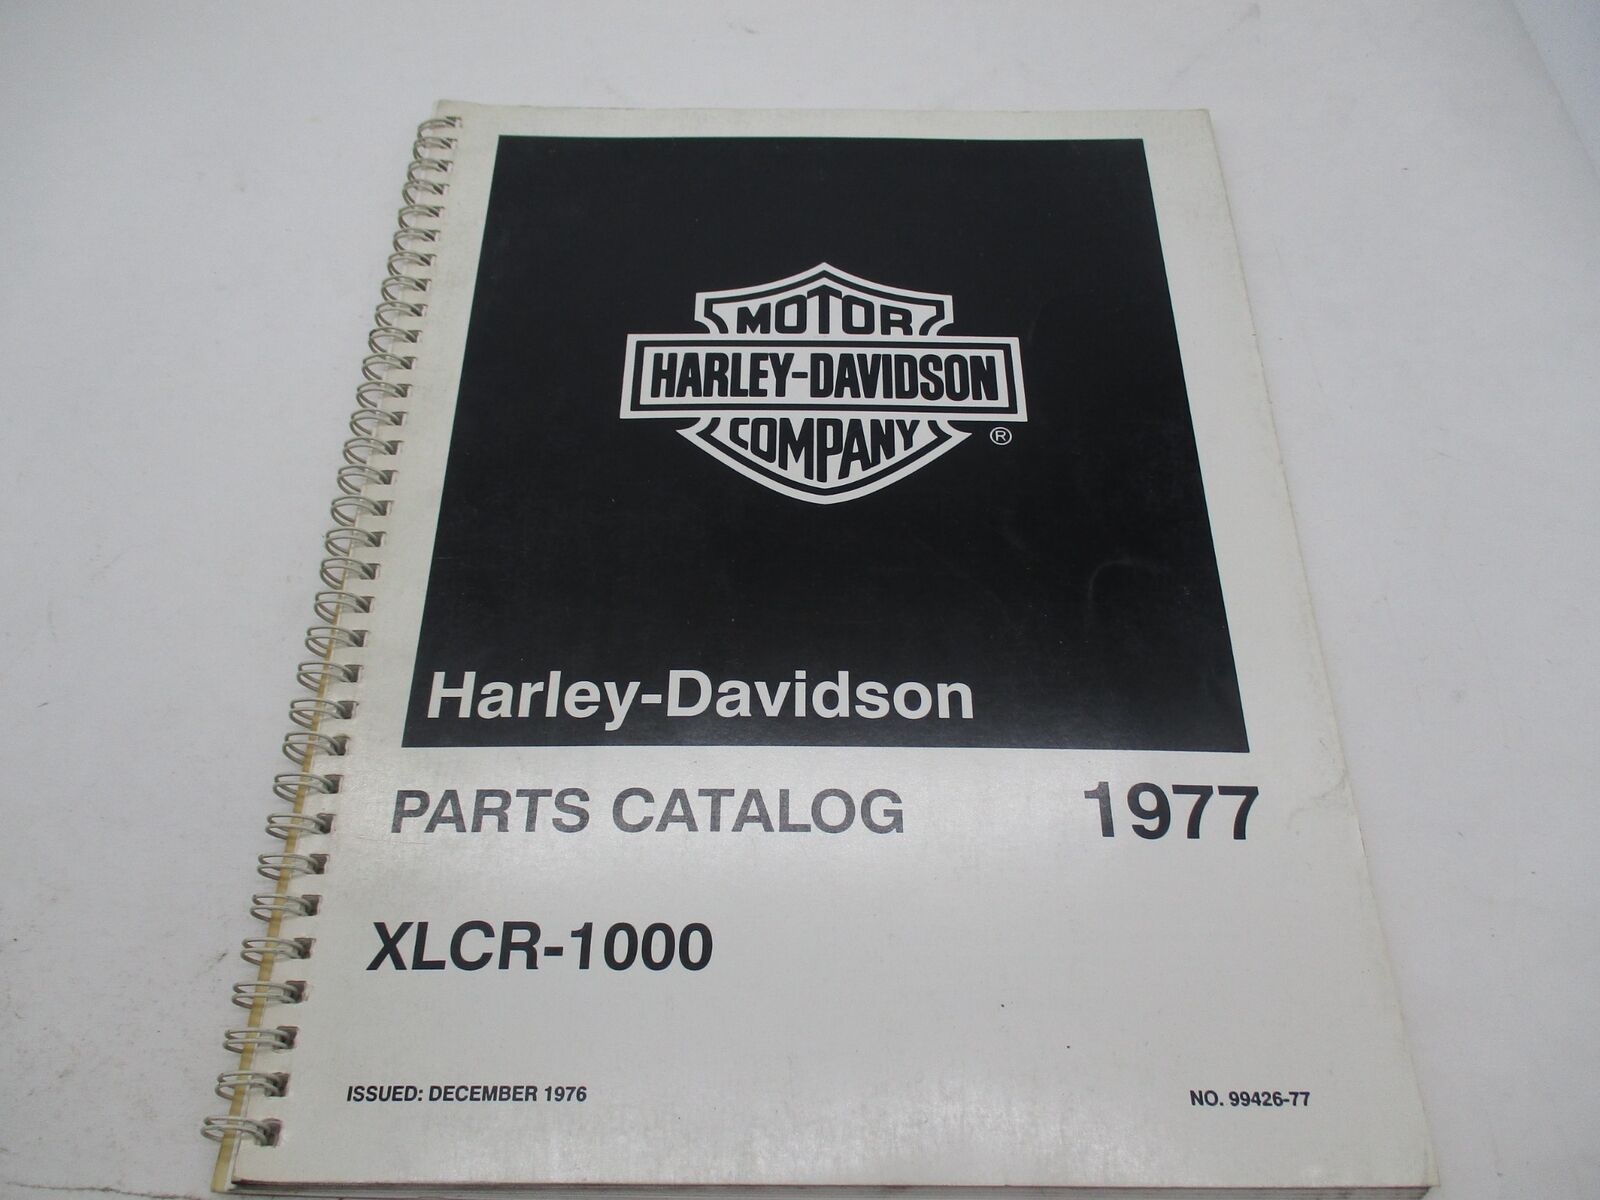 MOTOR
HARLEY-DAVIDSON
COMPANY
®
Harley-Davidson
PARTS CATALOG 1977
XLCR-1000
ISSUED: DECEMBER 1976 NO. 99426-77